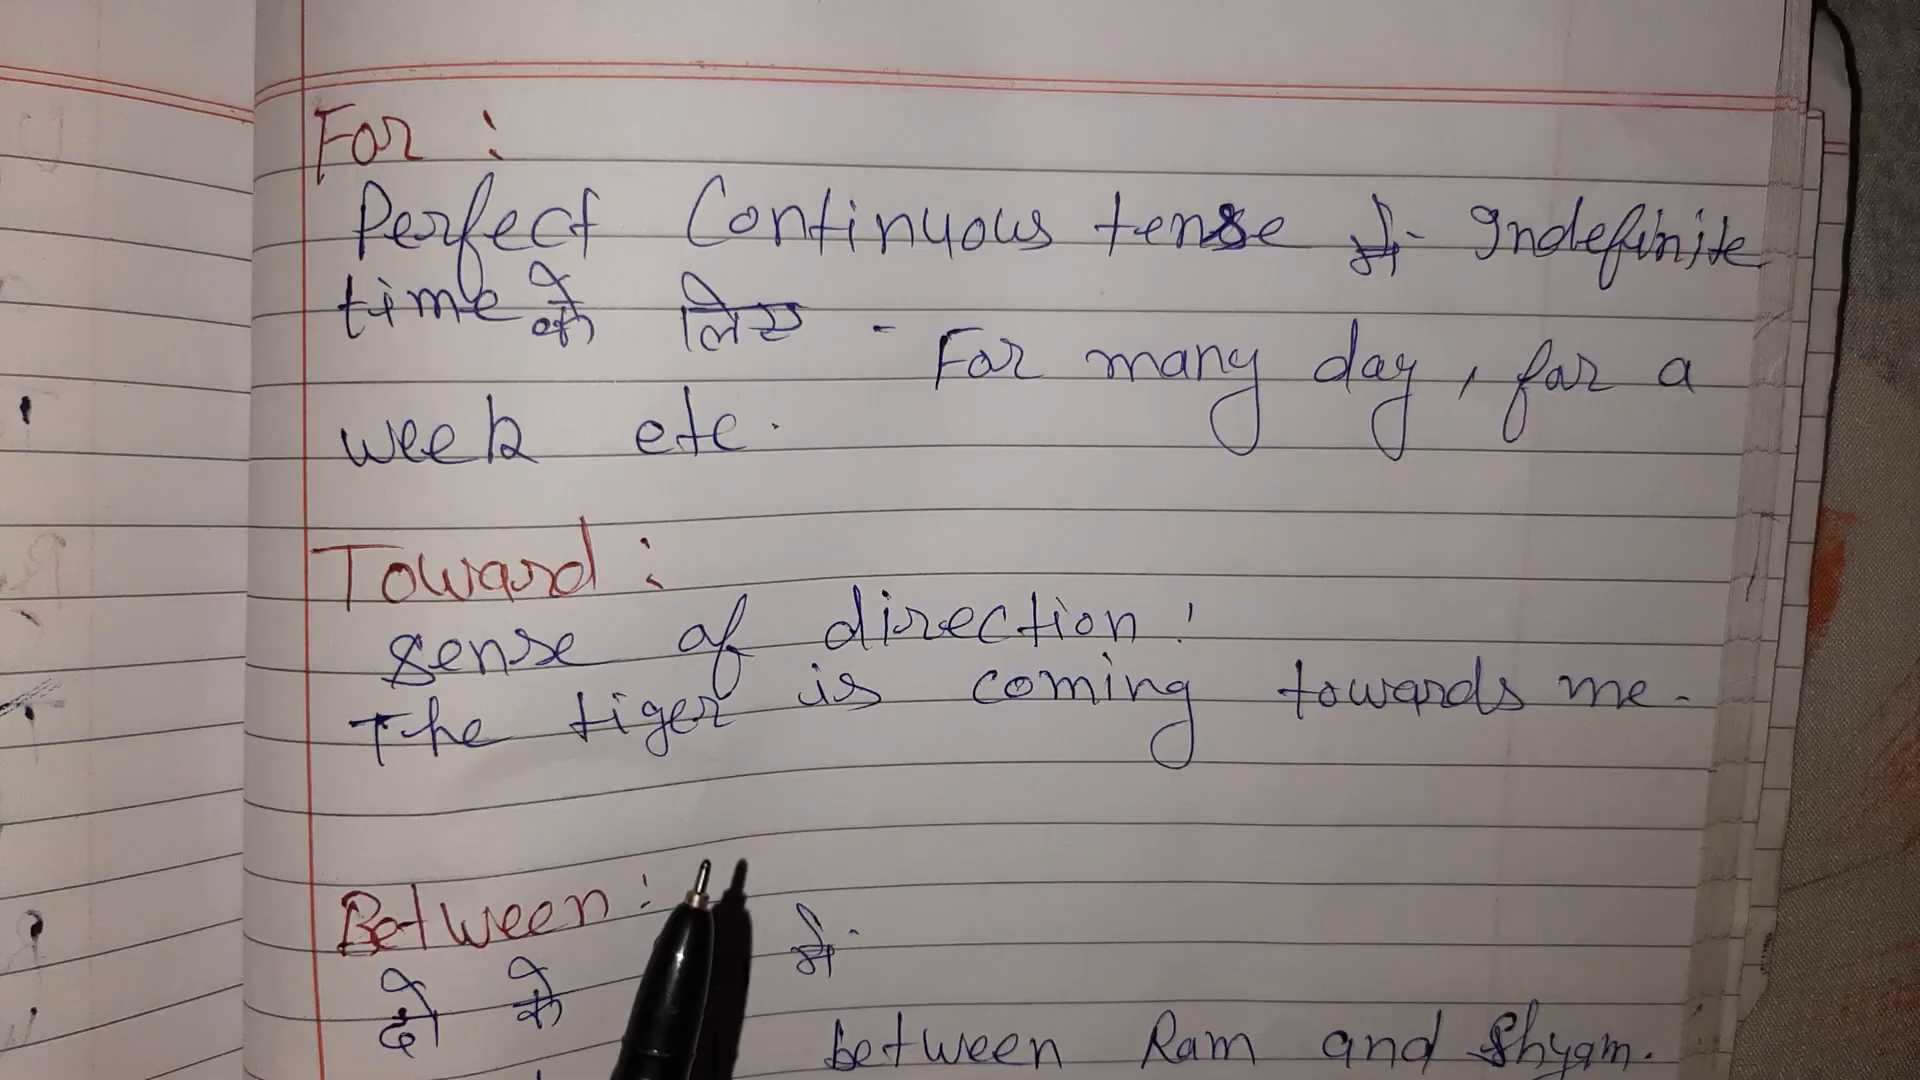 For :
Perfect Continuous tense में Indefinite
time के लिए - For many day, for a
week etc.
Toward :
sense of direction!
The tiger is coming towards me.
Between :
दो के में
between Ram and Shyam.